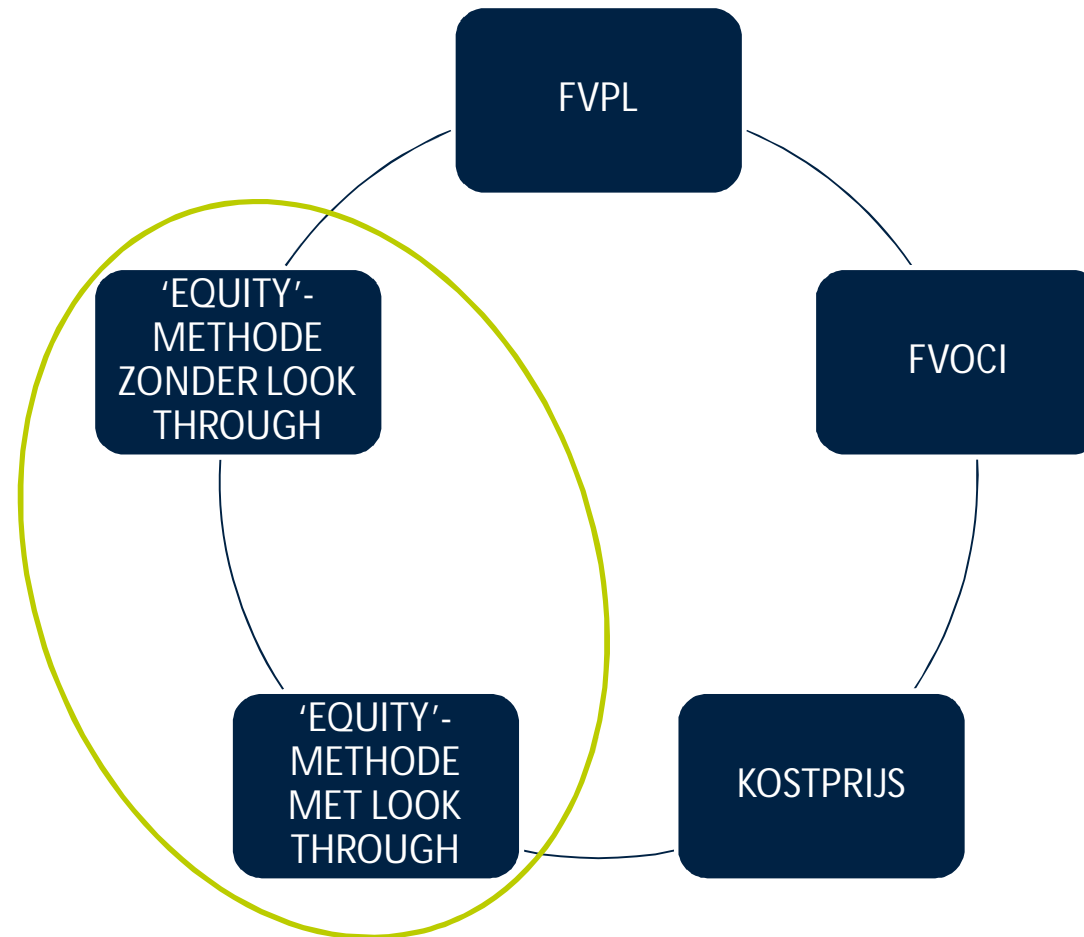 FVPL
FVOCI
KOSTPRIJS
‘EQUITY’-
METHODE
MET LOOK
THROUGH
‘EQUITY’-
METHODE
ZONDER LOOK
THROUGH